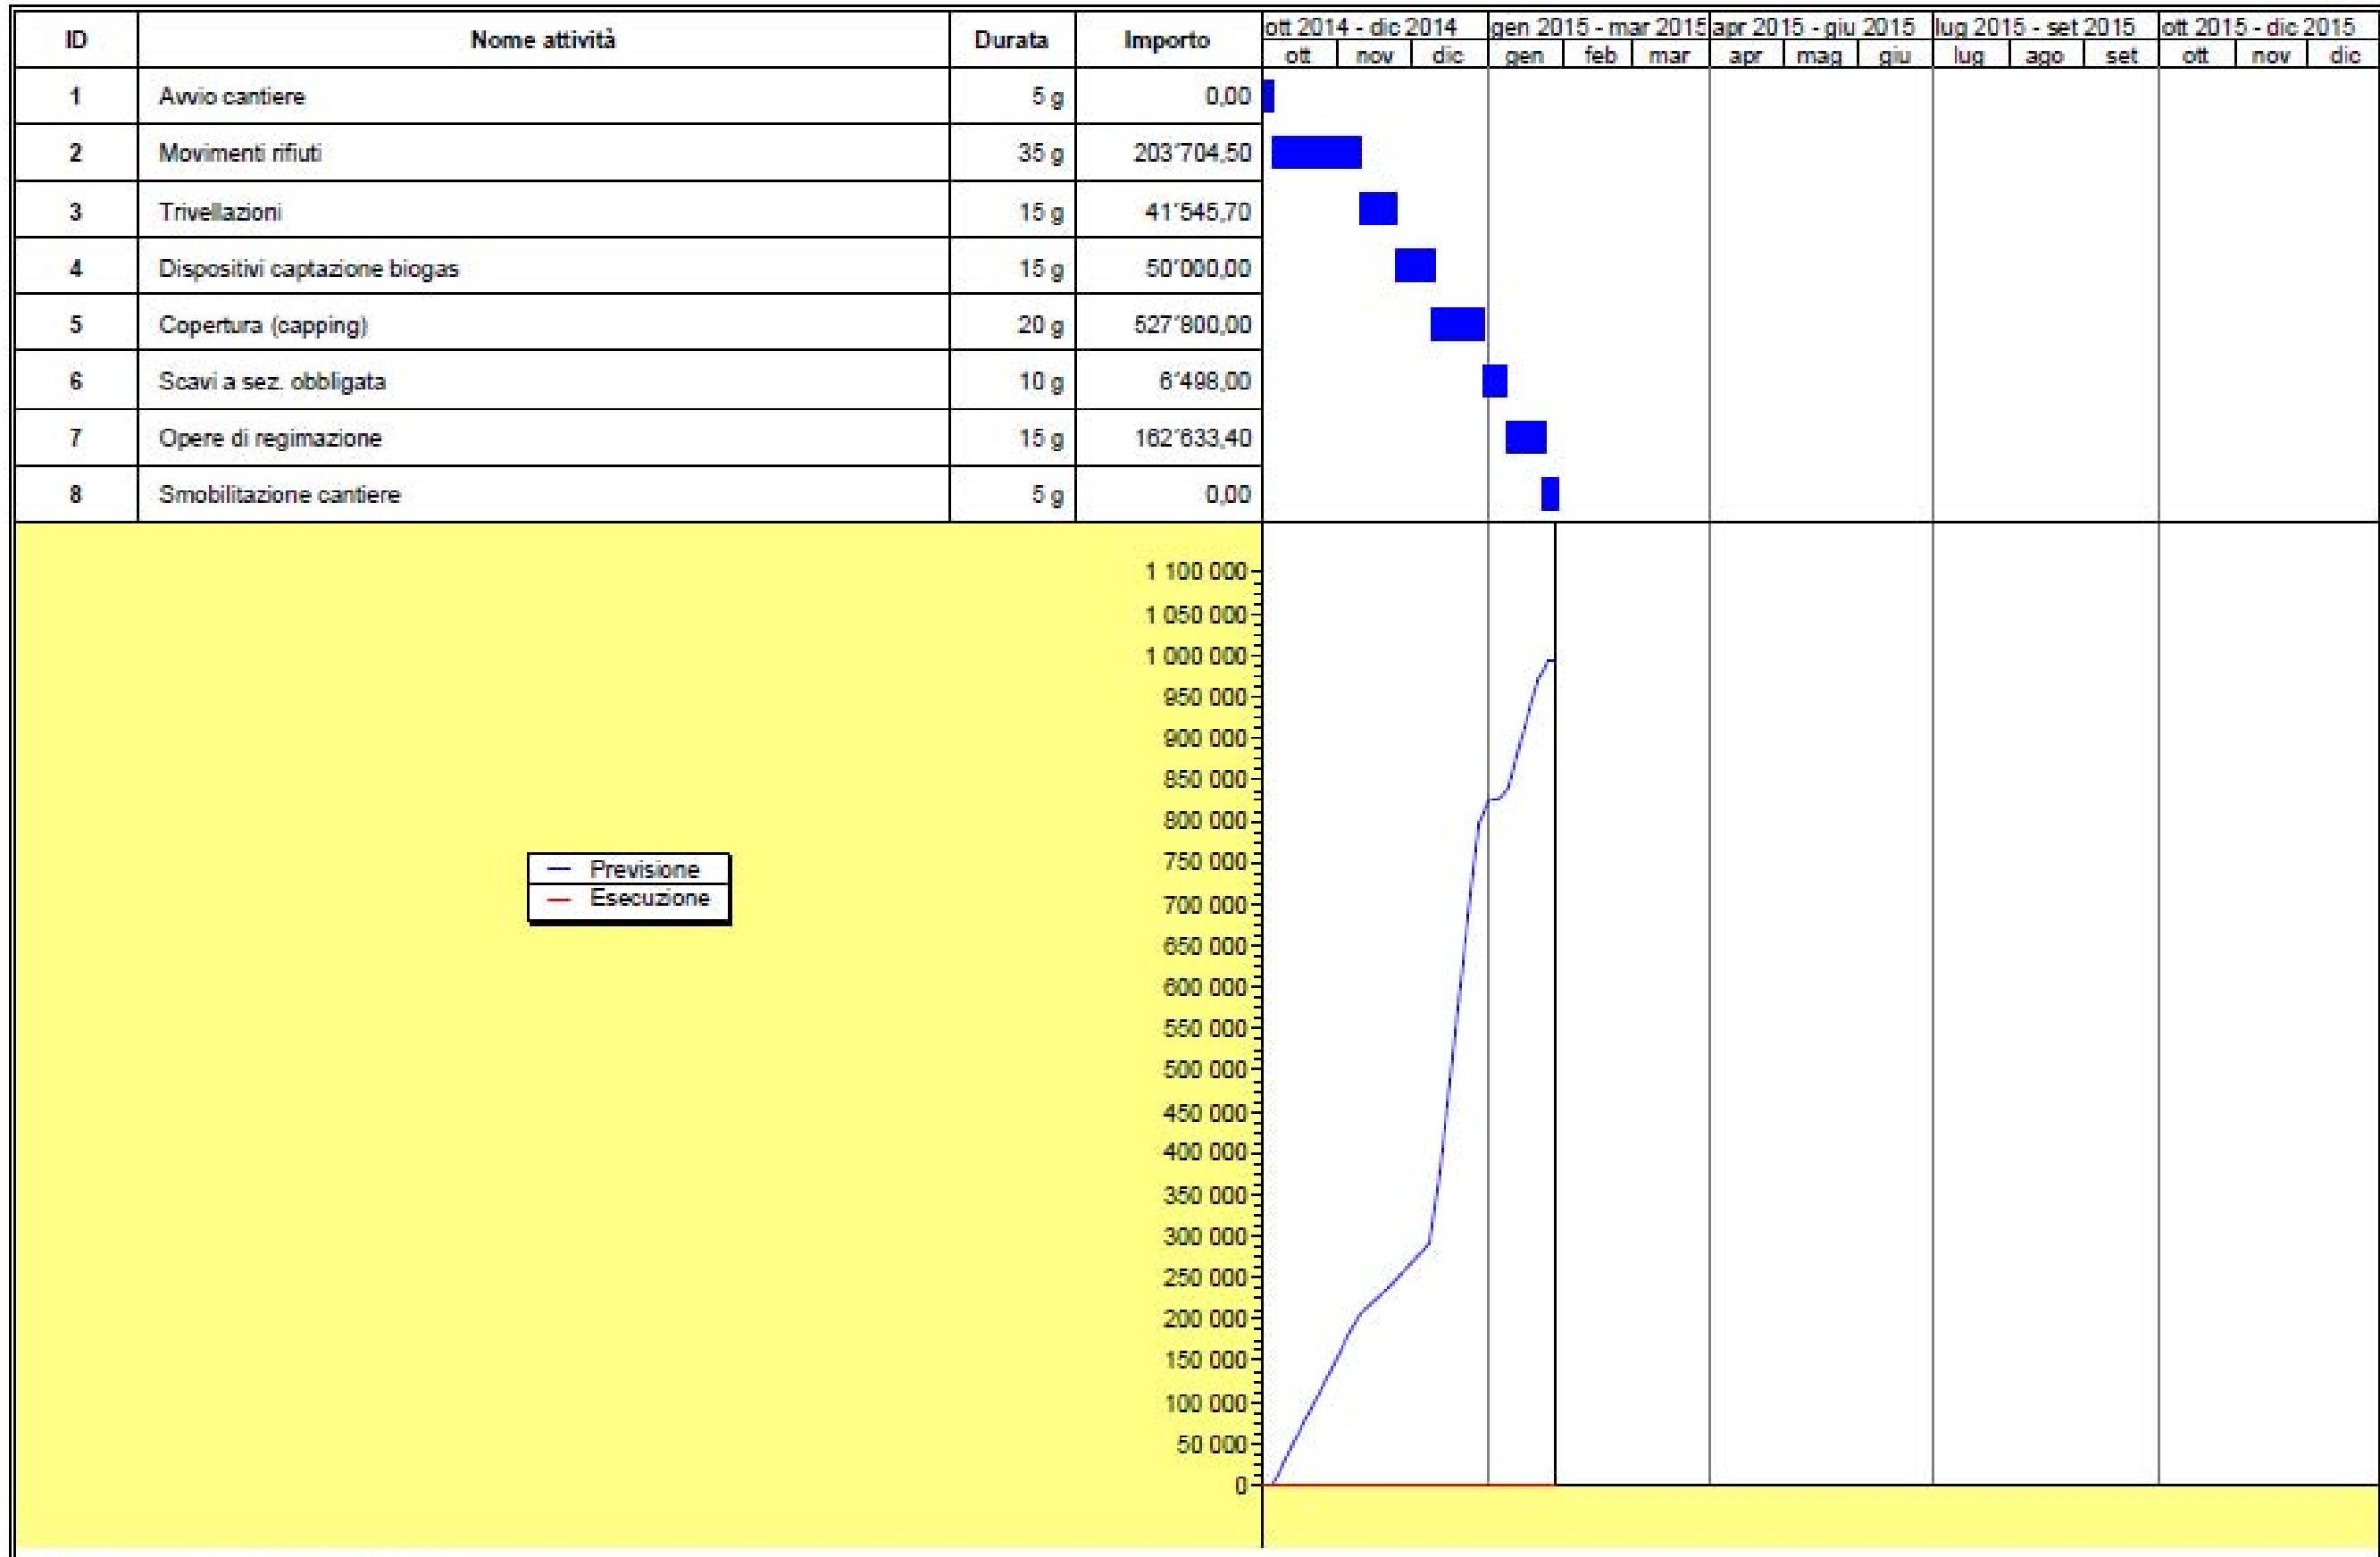 ID Nome attività Durata Importo ott 2014 - dic 2014 gen 2015 - mar 2015 apr 2015 - giu 2015 lug 2015 - set 2015 ott 2015 - dic 2015
ott nov dic gen feb mar apr mag giu lug ago set ott nov dic
1 Avvio cantiere 5 g 0,00
2 Movimenti rifiuti 35 g 203'704,50
3 Trivellazioni 15 g 41'545,70
4 Dispositivi captazione biogas 15 g 50'000,00
5 Copertura (capping) 20 g 527'800,00
6 Scavi a sez. obbligata 10 g 6'498,00
7 Opere di regimazione 15 g 162'633,40
8 Smobilitazione cantiere 5 g 0,00
1 100 000
1 050 000
1 000 000
950 000
900 000
850 000
800 000
750 000
Previsione
Esecuzione
700 000
650 000
600 000
550 000
500 000
450 000
400 000
350 000
300 000
250 000
200 000
150 000
100 000
50 000
0